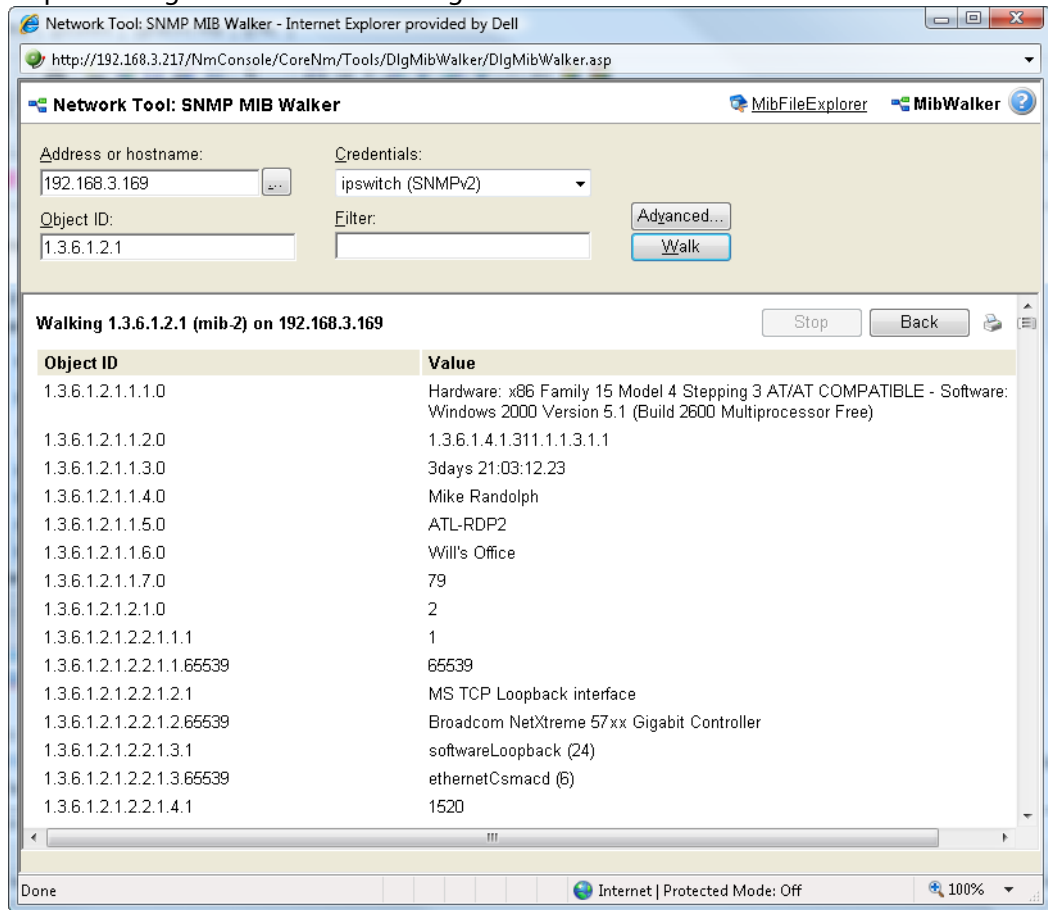 Network Tool: SNMP MIB Walker - Internet Explorer provided by Dell
http://192.168.3.217/NmConsole/CoreNm/Tools/DlgMibWalker/DlgMibWalker.asp
Network Tool: SNMP MIB Walker MibFileExplorer MibWalker ?
Address or hostname: Credentials:
192.168.3.169 ... ipswitch (SNMPv2)
Object ID: Filter: Advanced...
1.3.6.1.2.1 Walk
Walking 1.3.6.1.2.1 (mib-2) on 192.168.3.169 Stop Back
Object ID Value
1.3.6.1.2.1.1.1.0 Hardware: x86 Family 15 Model 4 Stepping 3 AT/AT COMPATIBLE - Software:
Windows 2000 Version 5.1 (Build 2600 Multiprocessor Free)
1.3.6.1.2.1.1.2.0 1.3.6.1.4.1.311.1.1.3.1.1
1.3.6.1.2.1.1.3.0 3days 21:03:12.23
1.3.6.1.2.1.1.4.0 Mike Randolph
1.3.6.1.2.1.1.5.0 ATL-RDP2
1.3.6.1.2.1.1.6.0 Will's Office
1.3.6.1.2.1.1.7.0 79
1.3.6.1.2.1.2.1.0 2
1.3.6.1.2.1.2.2.1.1.1 1
1.3.6.1.2.1.2.2.1.1.65539 65539
1.3.6.1.2.1.2.2.1.2.1 MS TCP Loopback interface
1.3.6.1.2.1.2.2.1.2.65539 Broadcom NetXtreme 57xx Gigabit Controller
1.3.6.1.2.1.2.2.1.3.1 softwareLoopback (24)
1.3.6.1.2.1.2.2.1.3.65539 ethernetCsmacd (6)
1.3.6.1.2.1.2.2.1.4.1 1520
Done Internet | Protected Mode: Off 100%